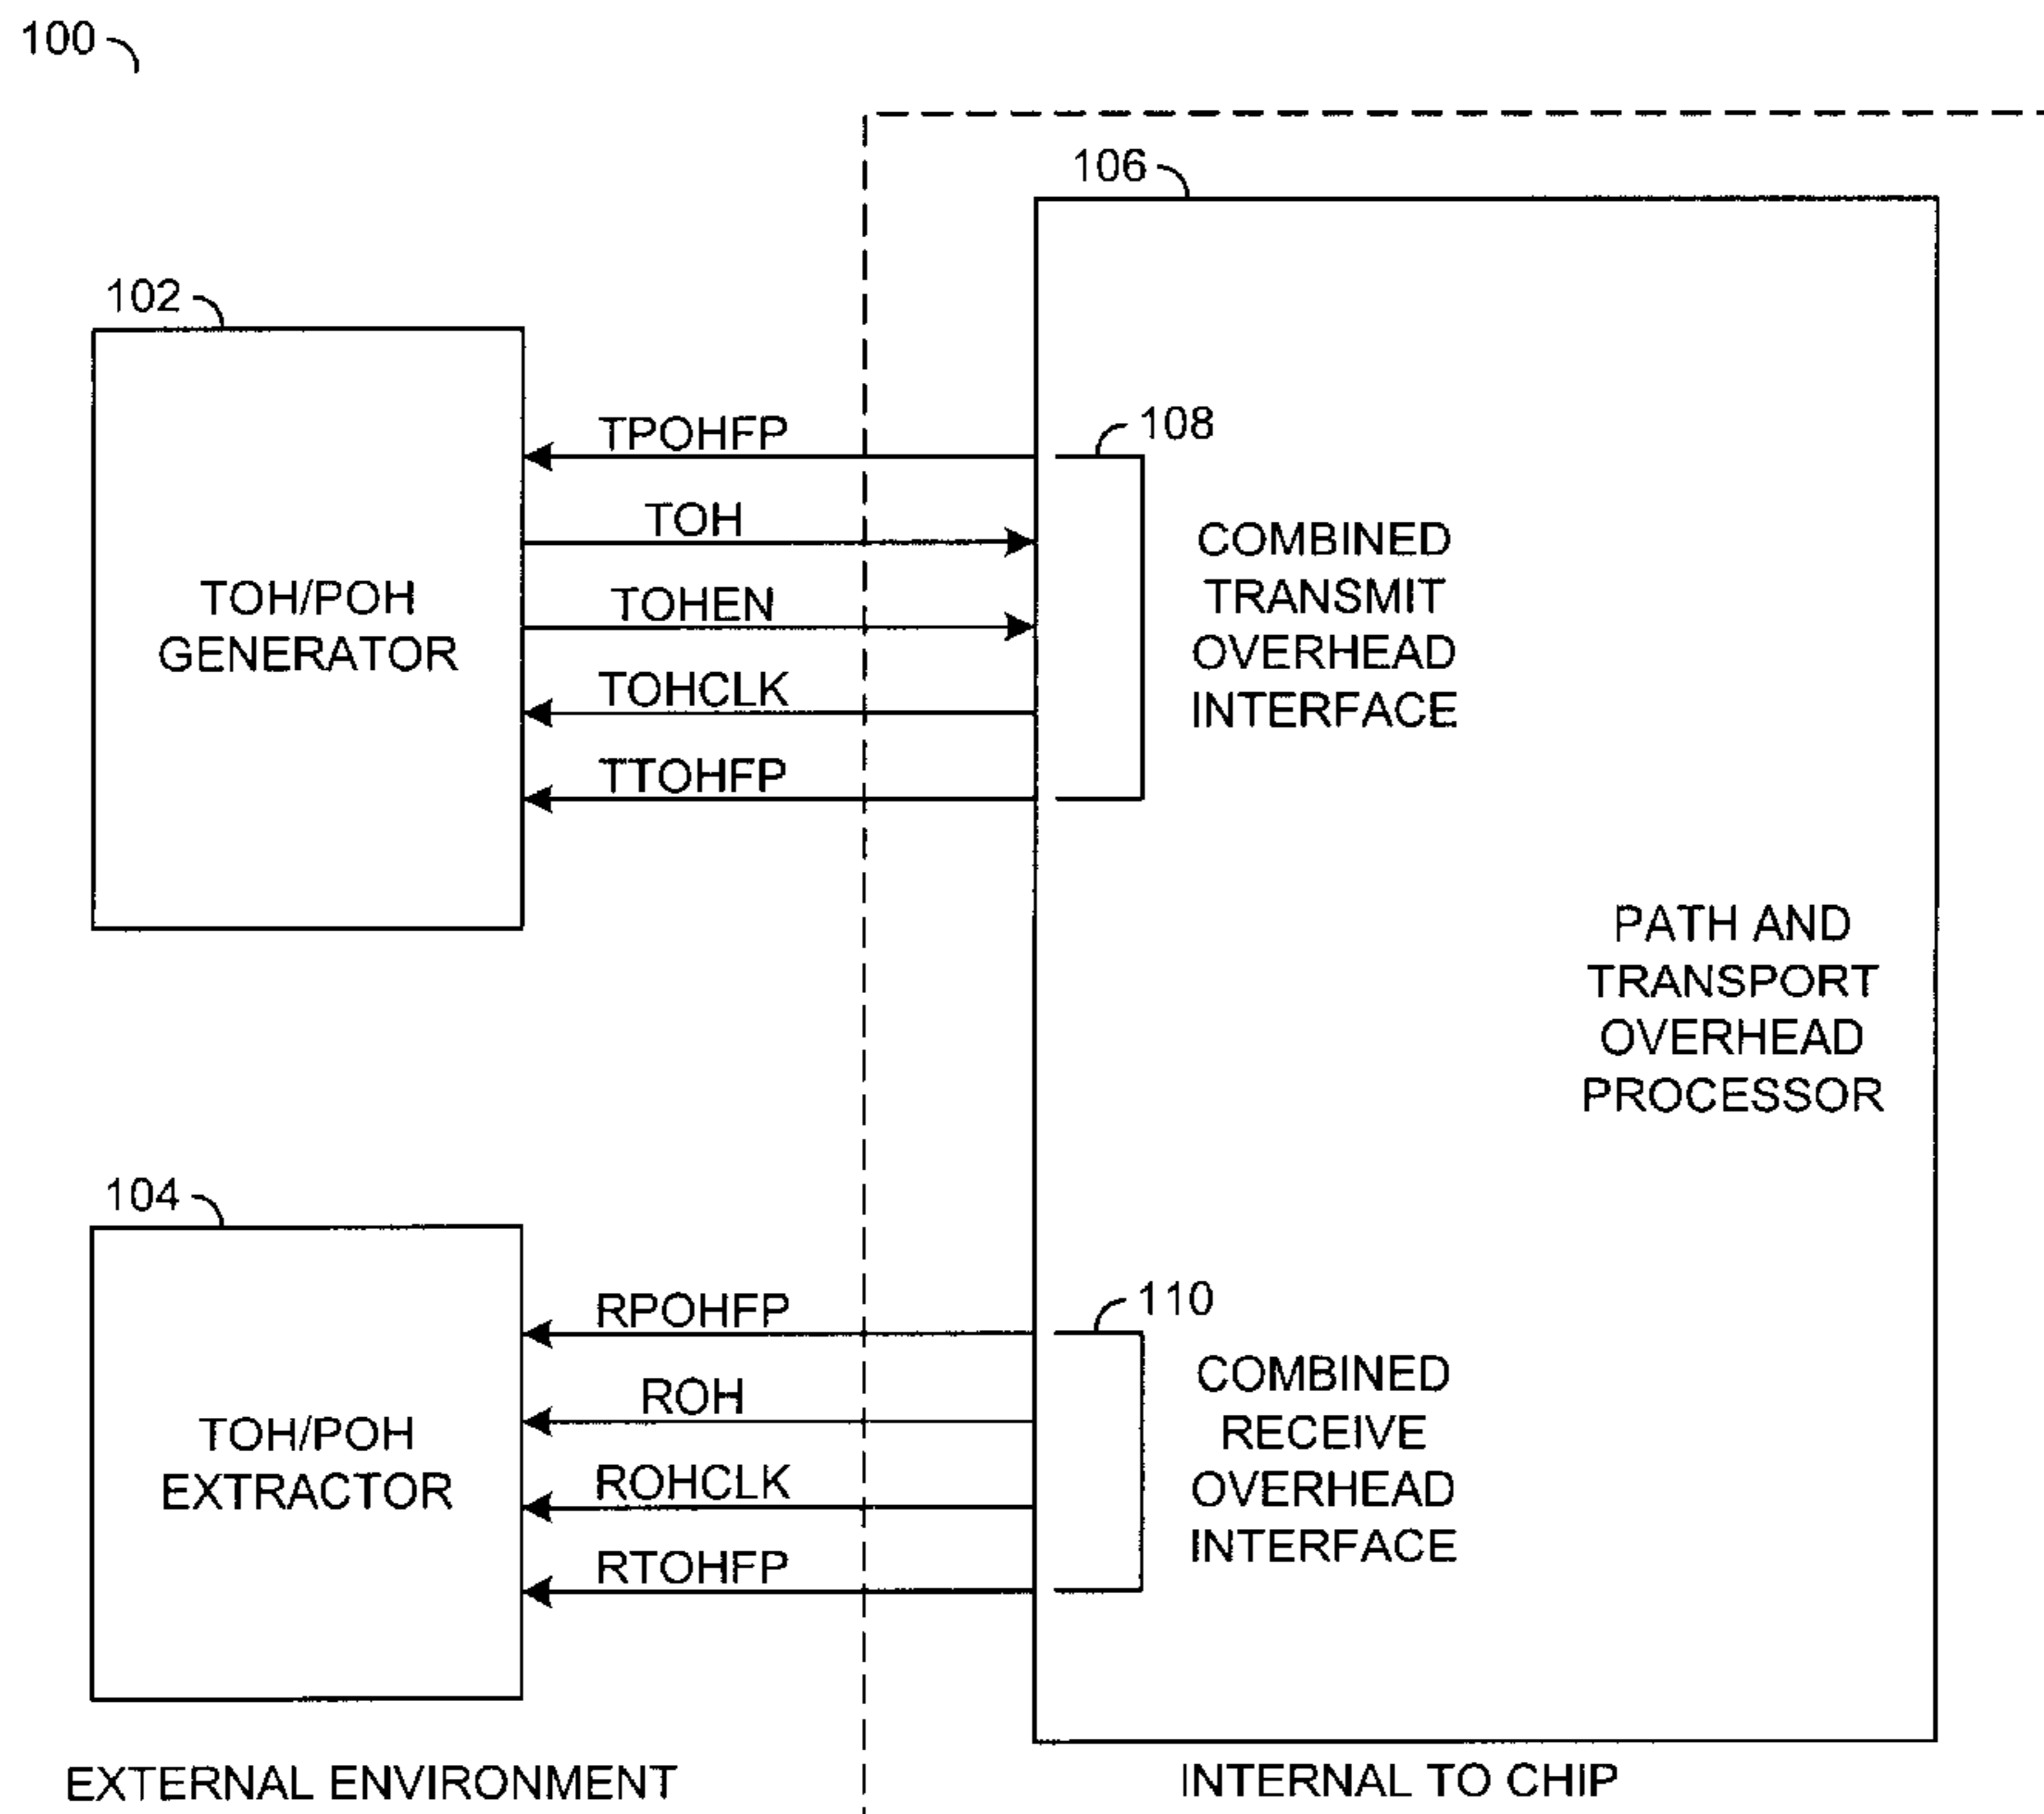 100
106
102
TPOHFP
108
TOH
TOHEN
TOHCLK
TTOHFP
TOH/POH
GENERATOR
COMBINED
TRANSMIT
OVERHEAD
INTERFACE
PATH AND
TRANSPORT
OVERHEAD
PROCESSOR
104
RPOHFP
110
ROH
ROHCLK
RTOHFP
TOH/POH
EXTRACTOR
COMBINED
RECEIVE
OVERHEAD
INTERFACE
EXTERNAL ENVIRONMENT
INTERNAL TO CHIP